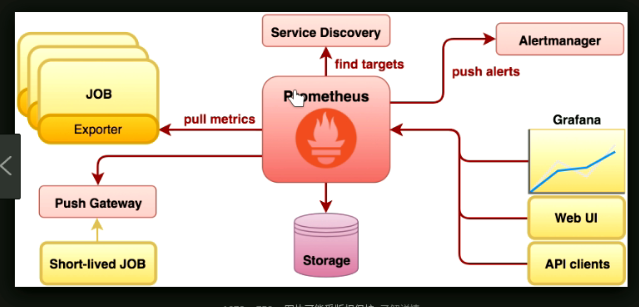 Service Discovery
Alertmanager
find targets
push alerts
JOB
Prometheus
Exporter
pull metrics
Grafana
Push Gateway
Web UI
Short-lived JOB
Storage
API clients